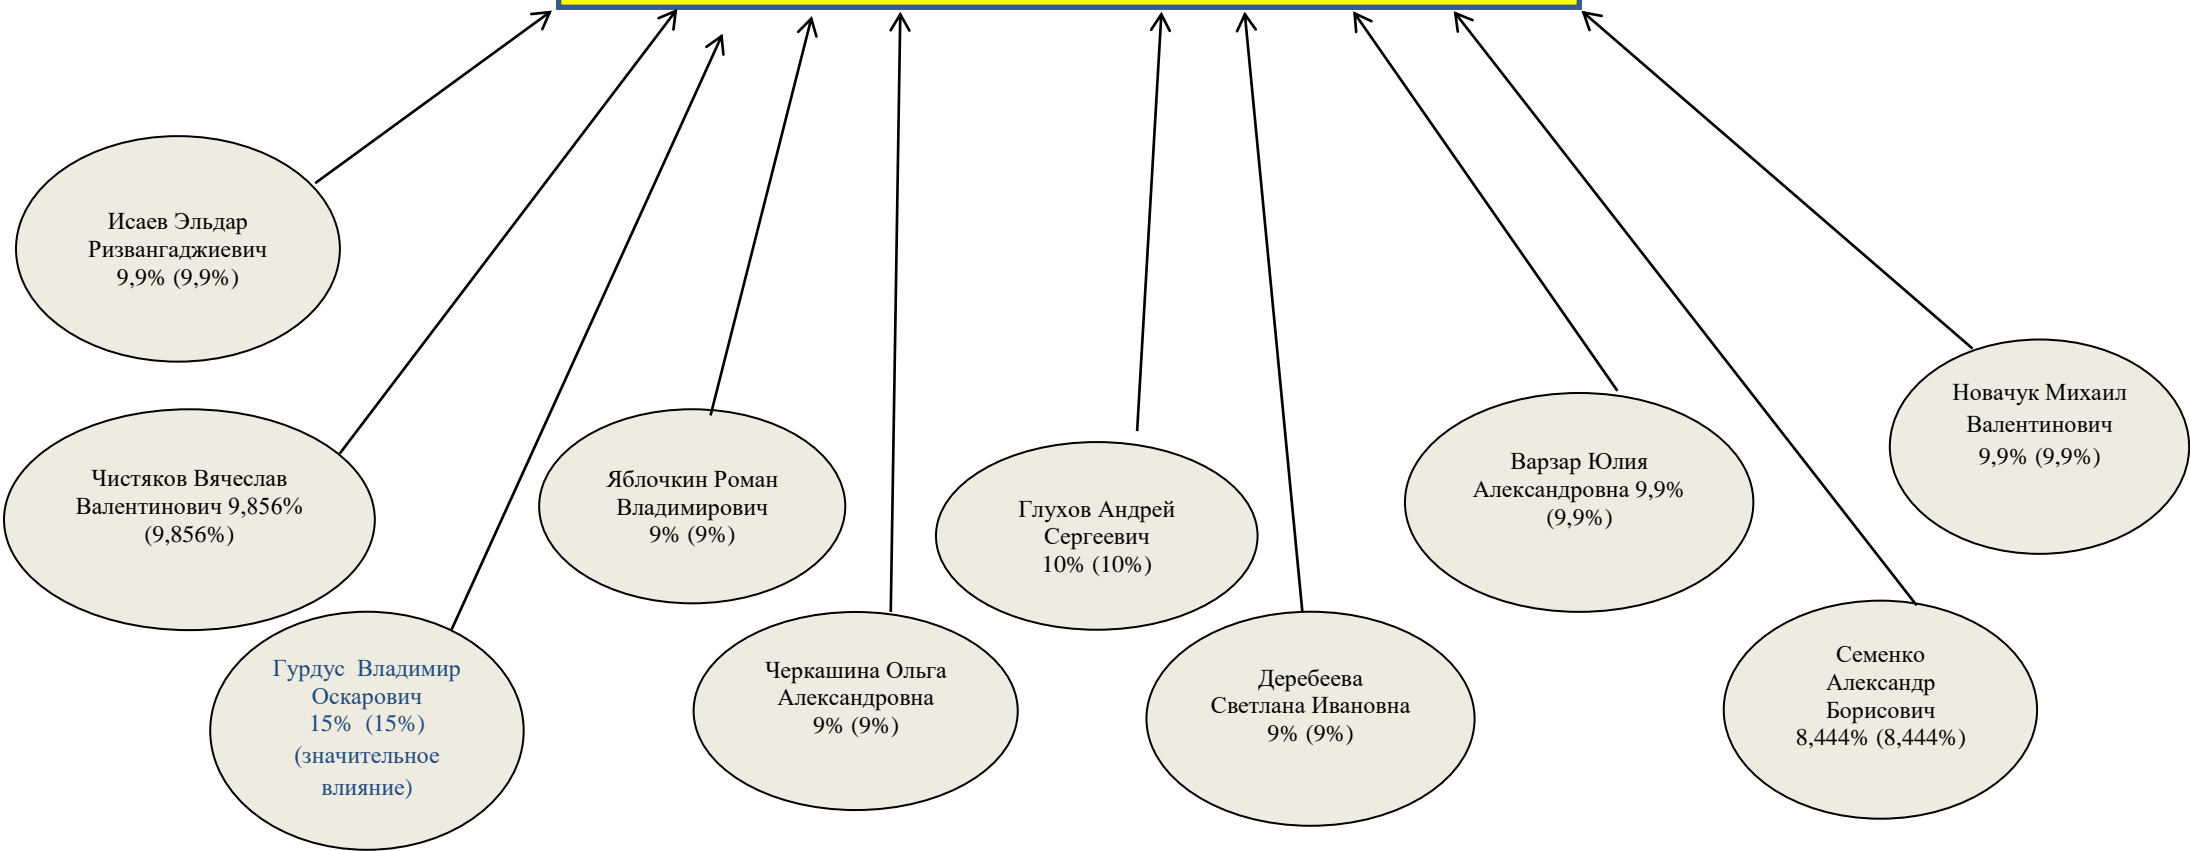 Исаев Эльдар
Ризвангаджиевич
9,9% (9,9%)
Чистяков Вячеслав
Валентинович 9,856%
(9,856%)
Гурдус  Владимир
Оскарович
15%  (15%)
(значительное
влияние)
Яблочкин Роман
Владимирович
9% (9%)
Черкашина Ольга
Александровна
9% (9%)
Глухов Андрей
Сергеевич
10% (10%)
Деребеева
Светлана Ивановна
9% (9%)
Варзар Юлия
Александровна 9,9%
(9,9%)
Семенко
Александр
Борисович
8,444% (8,444%)
Новачук Михаил
Валентинович
9,9% (9,9%)